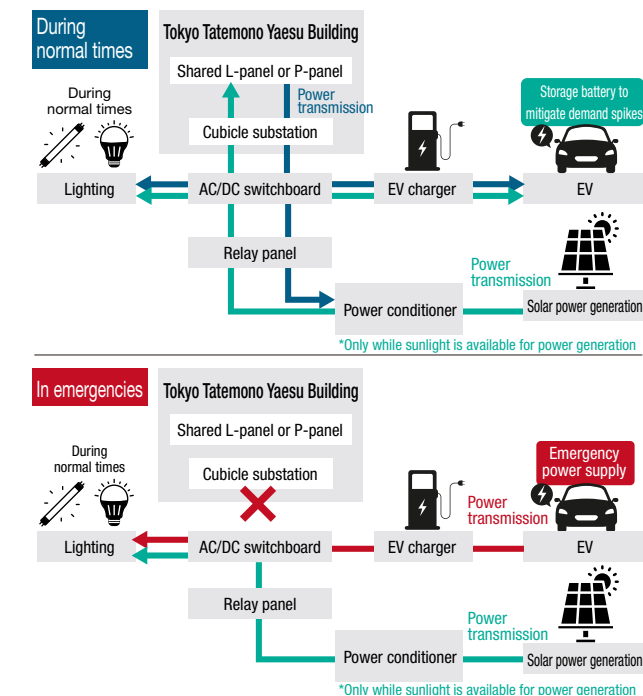 During
normal times
Tokyo Tatemono Yaesu Building
Shared L-panel or P-panel
During
normal times
Power
transmission
Storage battery to
mitigate demand spikes
Cubicle substation
Lighting
AC/DC switchboard
EV charger
EV
Relay panel
Power
transmission
Power conditioner
Solar power generation
*Only while sunlight is available for power generation
In emergencies
Tokyo Tatemono Yaesu Building
Shared L-panel or P-panel
During
normal times
Cubicle substation
Emergency
power supply
Power
transmission
Lighting
AC/DC switchboard
EV charger
EV
Relay panel
Power
transmission
Power conditioner
Solar power generation
*Only while sunlight is available for power generation